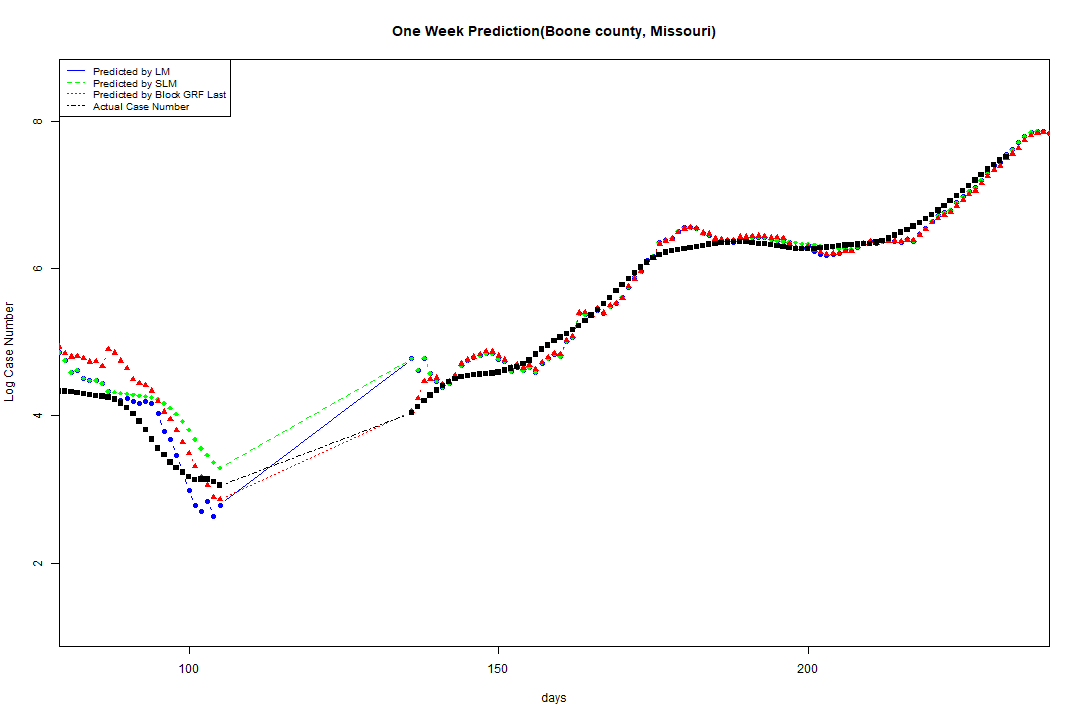 One Week Prediction(Boone county, Missouri)
Predicted by LM
Predicted by SLM
Predicted by Block GRF Last
Actual Case Number
Log Case Number
8
6
4
2
100
150
200
days